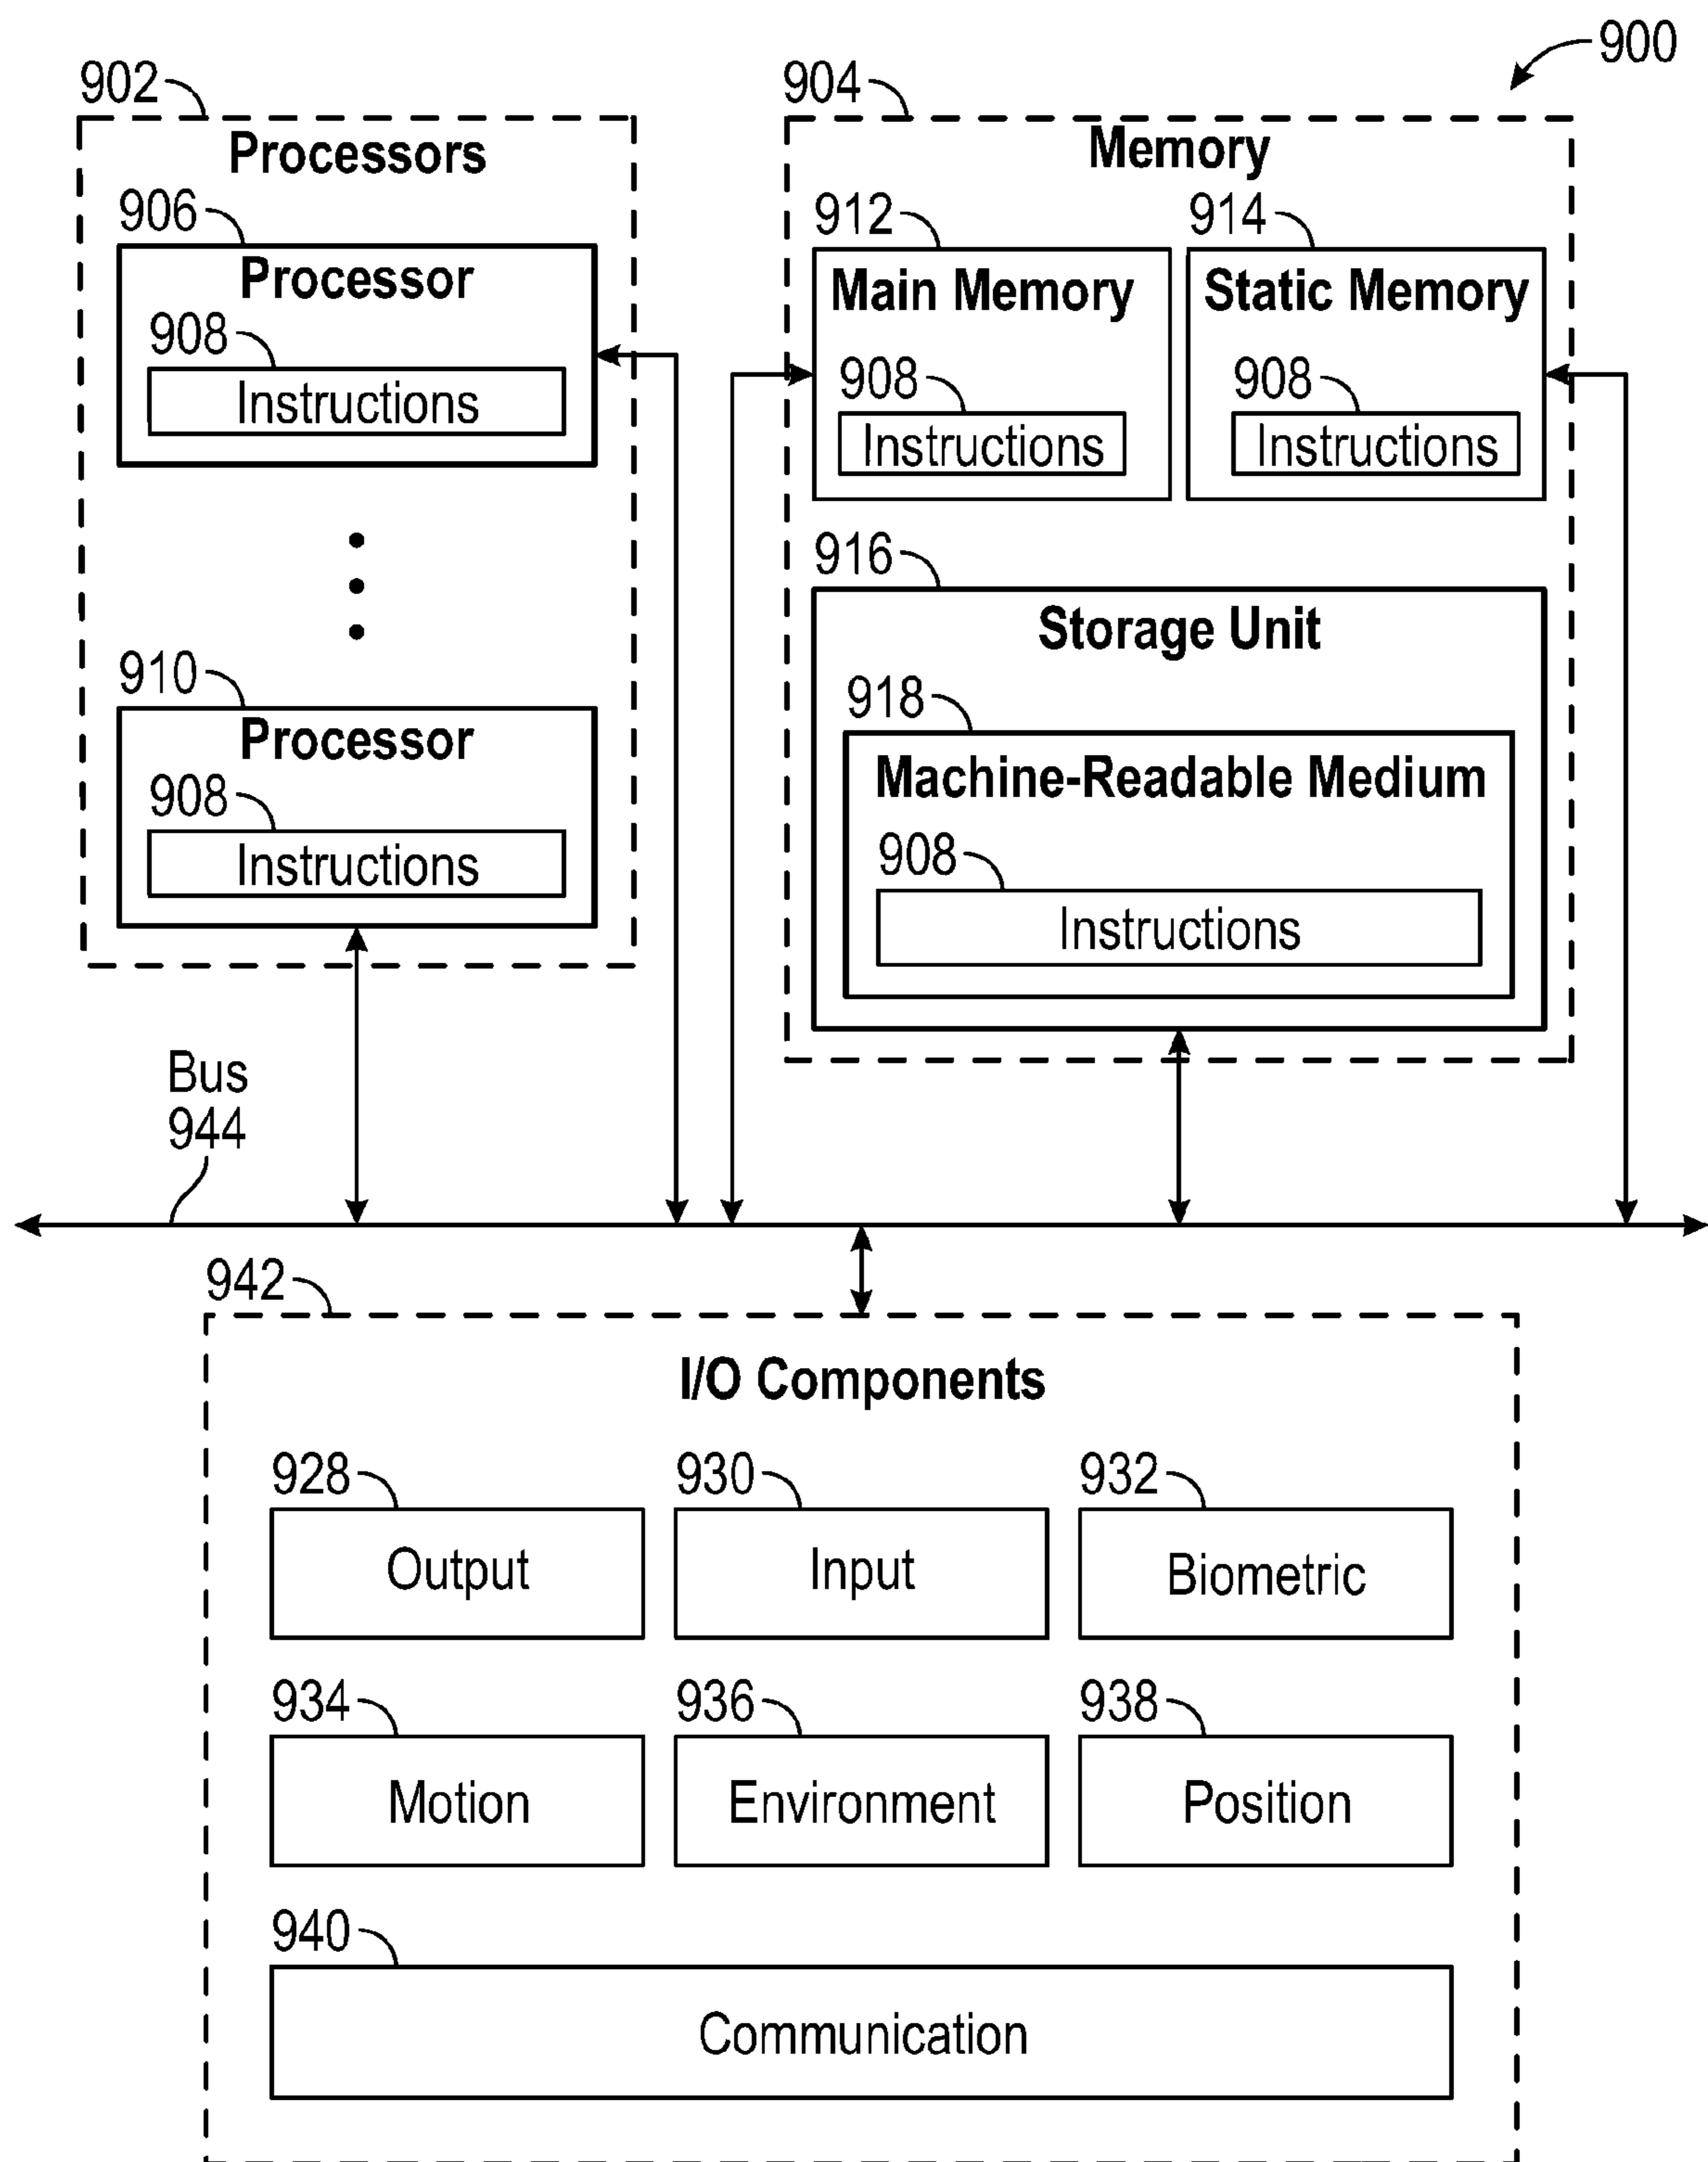 900
902
Processors
906
Processor
908
Instructions
910
Processor
908
Instructions
904
Memory
912
Main Memory
908
Instructions
914
Static Memory
908
Instructions
916
Storage Unit
918
Machine-Readable Medium
908
Instructions
Bus
944
942
I/O Components
928
Output
930
Input
932
Biometric
934
Motion
936
Environment
938
Position
940
Communication